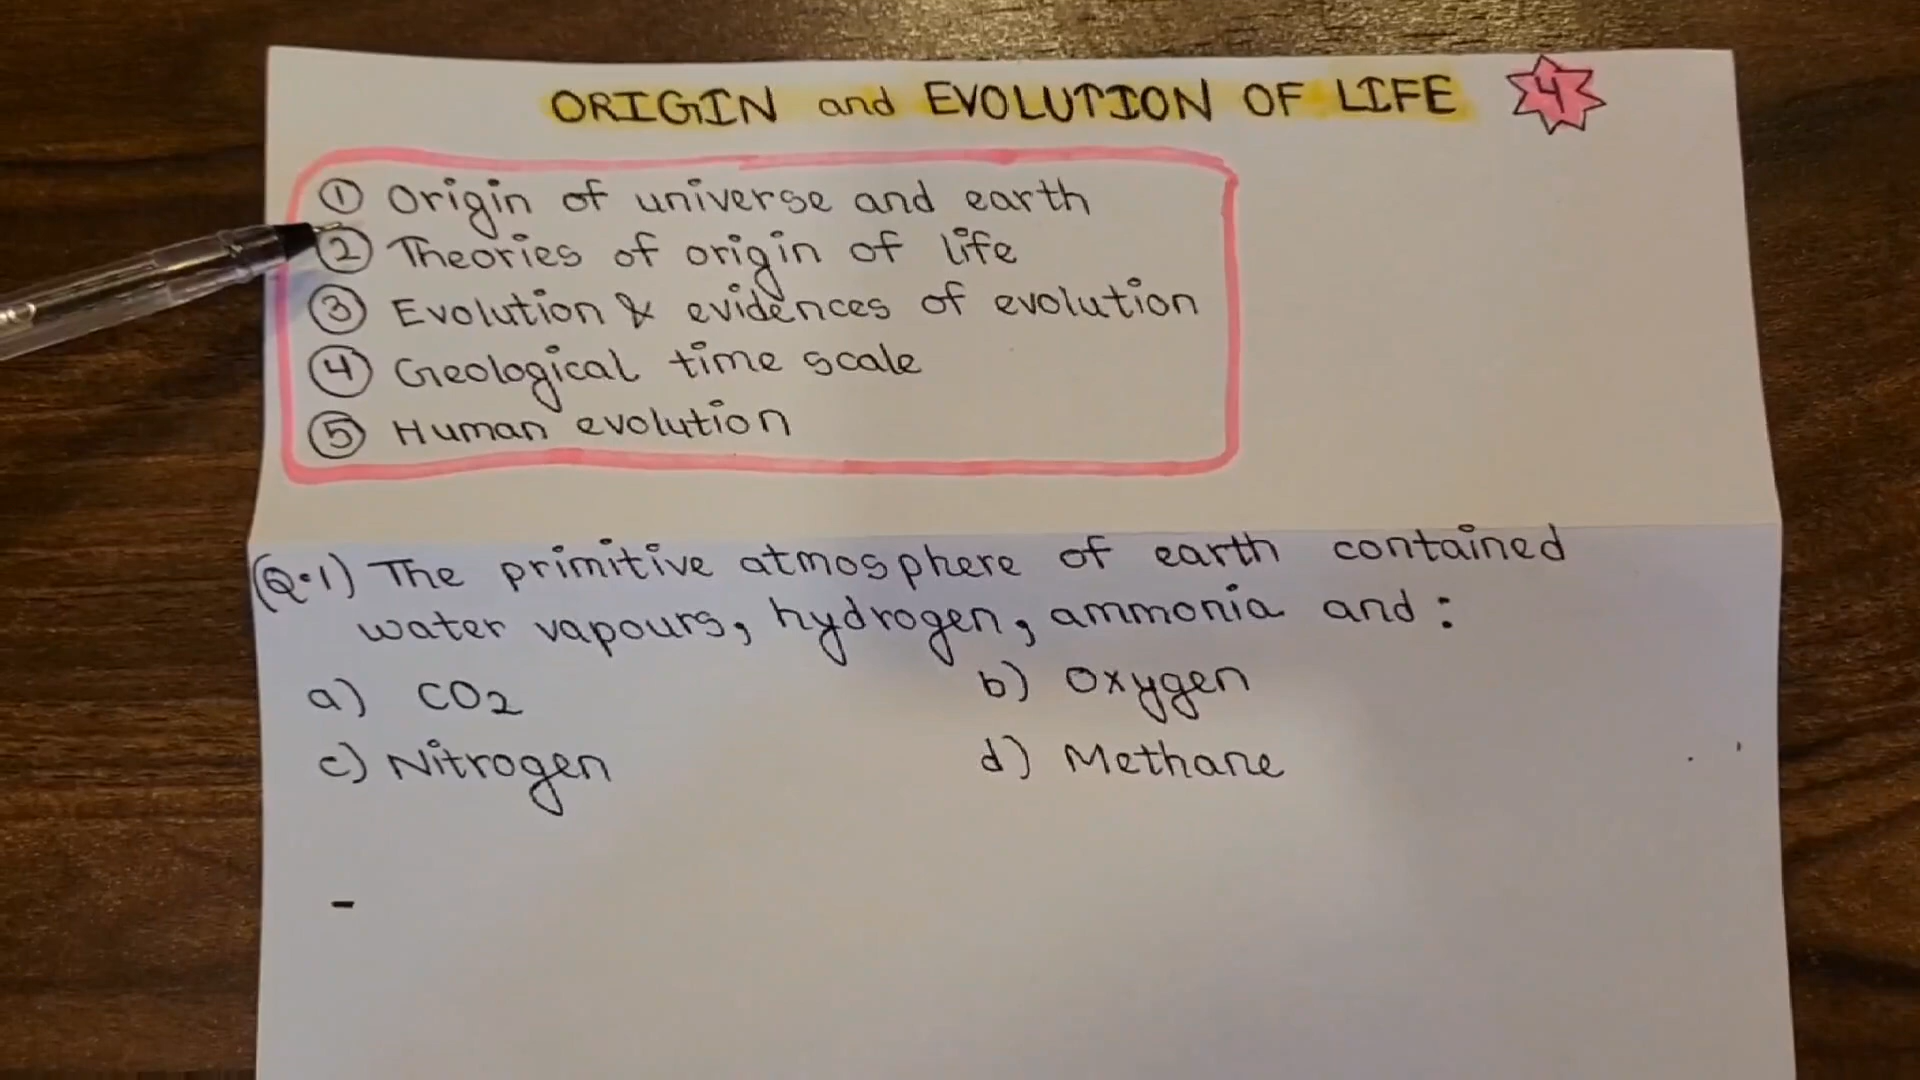 ORIGIN and EVOLUTION OF LIFE 4
① Origin of universe and earth
② Theories of origin of life
③ Evolution & evidences of evolution
④ Geological time scale
⑤ Human evolution
(Q.1) The primitive atmosphere of earth contained
water vapours, hydrogen, ammonia and:
a) CO2 b) Oxygen
c) Nitrogen d) Methane